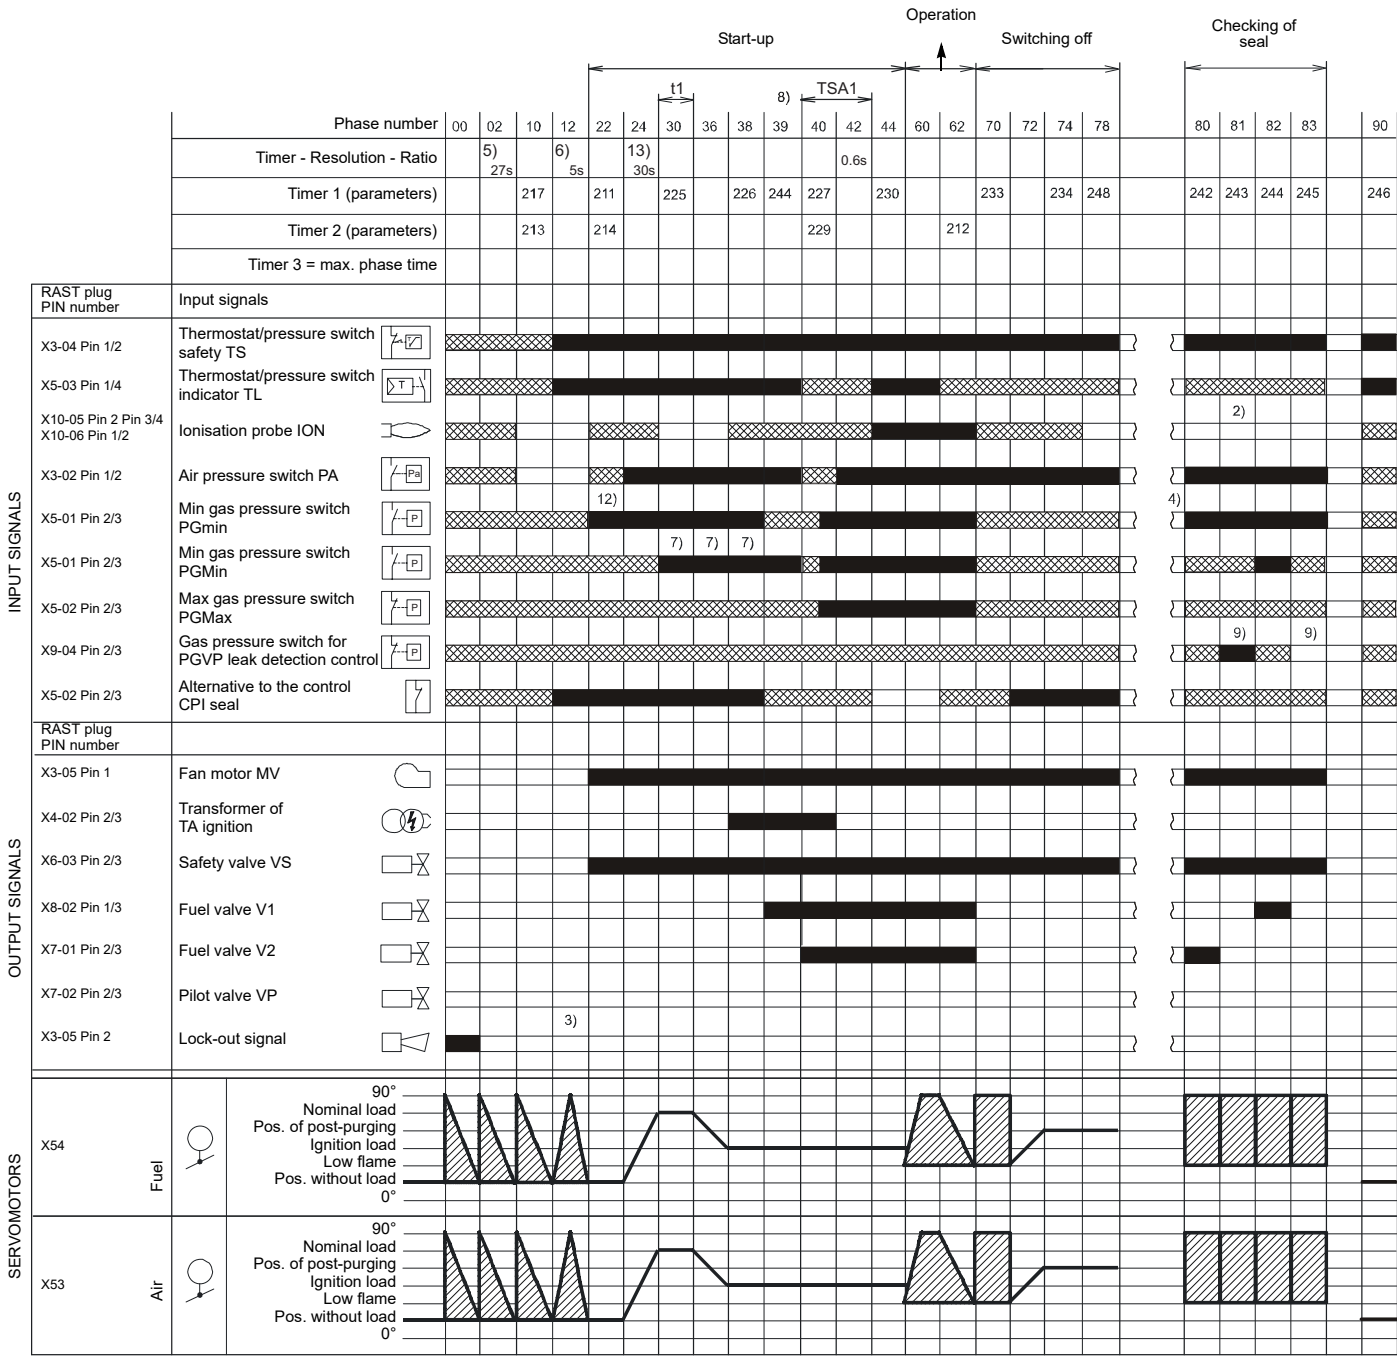 Operation
Start-up
Switching off
Checking of
seal
t1
8)
TSA1
Phase number 00 02 10 12 22 24 30 36 38 39 40 42 44 60 62 70 72 74 78 80 81 82 83 90
Timer - Resolution - Ratio 5) 27s 6) 5s 13) 30s 0.6s
Timer 1 (parameters) 217 211 225 226 244 227 230 233 234 248 242 243 244 245 246
Timer 2 (parameters) 213 214 229 212
Timer 3 = max. phase time
RAST plug
PIN number
Input signals
INPUT SIGNALS
X3-04 Pin 1/2
Thermostat/pressure switch
safety TS
X5-03 Pin 1/4
Thermostat/pressure switch
indicator TL
T
2)
X10-05 Pin 2 Pin 3/4
X10-06 Pin 1/2
Ionisation probe ION
X3-02 Pin 1/2
Air pressure switch PA
Pa
12)
4)
X5-01 Pin 2/3
Min gas pressure switch
PGmin
P
7) 7) 7)
X5-01 Pin 2/3
Min gas pressure switch
PGMin
P
X5-02 Pin 2/3
Max gas pressure switch
PGMax
P
9) 9)
X9-04 Pin 2/3
Gas pressure switch for
PGVP leak detection control
P
X5-02 Pin 2/3
Alternative to the control
CPI seal
RAST plug
PIN number
OUTPUT SIGNALS
X3-05 Pin 1
Fan motor MV
X4-02 Pin 2/3
Transformer of
TA ignition
X6-03 Pin 2/3
Safety valve VS
X8-02 Pin 1/3
Fuel valve V1
X7-01 Pin 2/3
Fuel valve V2
X7-02 Pin 2/3
Pilot valve VP
3)
X3-05 Pin 2
Lock-out signal
SERVOMOTORS
X54
Fuel
90°
Nominal load
Pos. of post-purging
Ignition load
Low flame
Pos. without load
0°
X53
Air
90°
Nominal load
Pos. of post-purging
Ignition load
Low flame
Pos. without load
0°